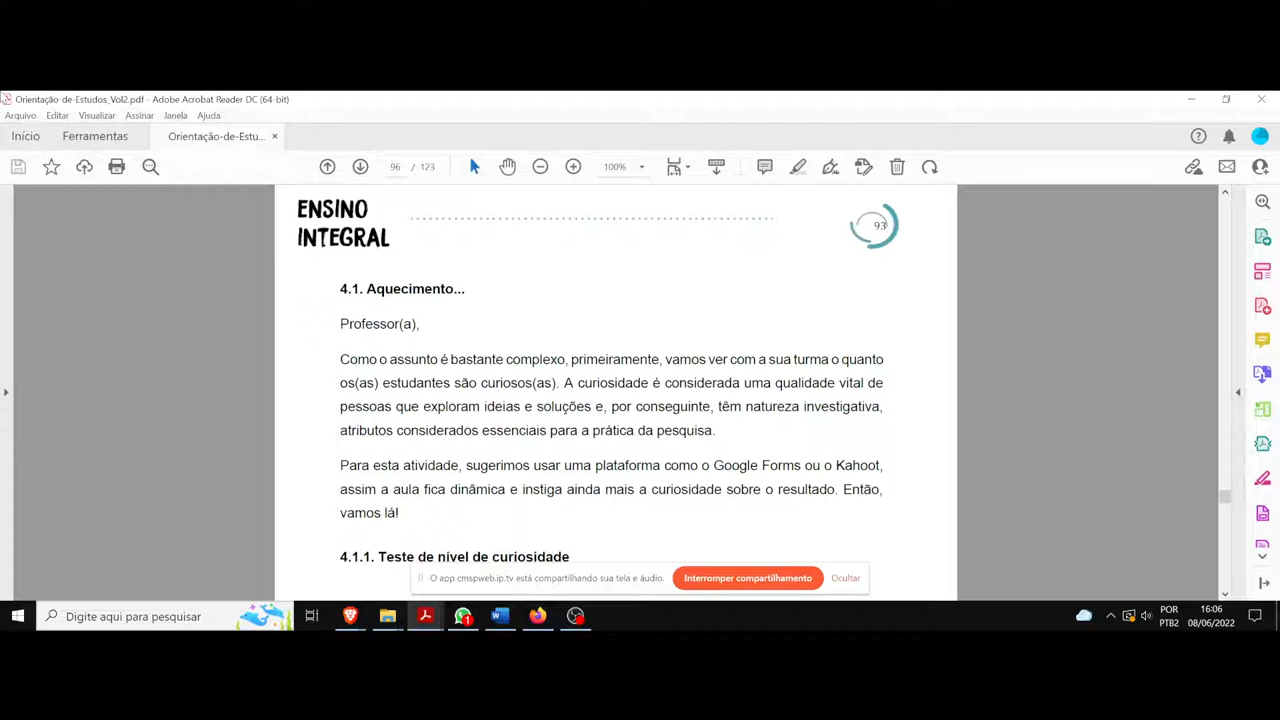 Orientação-de-Estudos_Vol2.pdf - Adobe Acrobat Reader DC (64-bit)
Arquivo Editar Visualizar Assinar Janela Ajuda
Início Ferramentas Orientação-de-Estu... ×
96 / 123 100%
ENSINO
INTEGRAL
93
4.1. Aquecimento...
Professor(a),
Como o assunto é bastante complexo, primeiramente, vamos ver com a sua turma o quanto
os(as) estudantes são curiosos(as). A curiosidade é considerada uma qualidade vital de
pessoas que exploram ideias e soluções e, por conseguinte, têm natureza investigativa,
atributos considerados essenciais para a prática da pesquisa.
Para esta atividade, sugerimos usar uma plataforma como o Google Forms ou o Kahoot,
assim a aula fica dinâmica e instiga ainda mais a curiosidade sobre o resultado. Então,
vamos lá!
4.1.1. Teste de nível de curiosidade
O app cmspweb.ip.tv está compartilhando sua tela e áudio. Interromper compartilhamento Ocultar
Digite aqui para pesquisar
1
POR 16:06
PTB2 08/06/2022